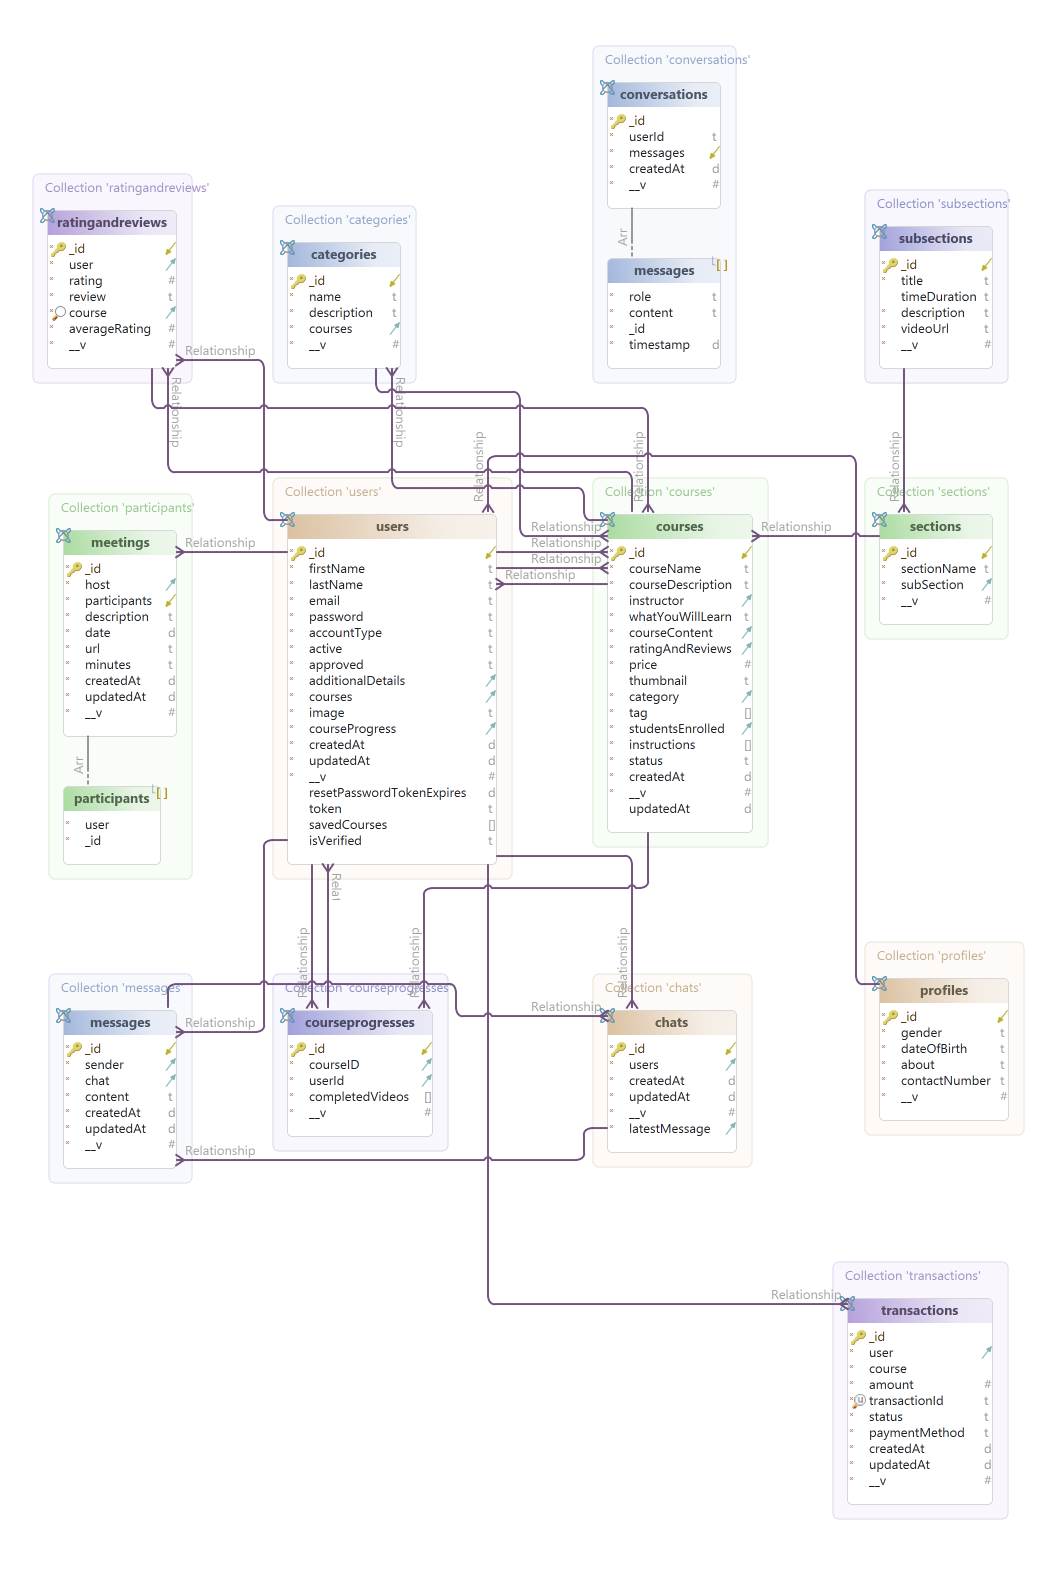 Collection 'conversations'
conversations
_id
userId t
messages
createdAt d
__v #
Arr
messages []
role t
content t
_id
timestamp d
Collection 'ratingandreviews'
ratingandreviews
_id
user
rating #
review t
course
averageRating #
__v #
Relationship
Relationship
Collection 'categories'
categories
_id
name t
description t
courses
__v #
Relationship
Collection 'subsections'
subsections
_id
title t
timeDuration t
description t
videoUrl t
__v #
Relationship
Relationship
Relationship
Collection 'participants'
meetings
_id
host
participants
description t
date d
url t
minutes t
createdAt d
updatedAt d
__v #
Relationship
Arr
participants []
user
_id
Collection 'users'
users
_id
firstName t
lastName t
email t
password t
accountType t
active t
approved t
additionalDetails
courses
image t
courseProgress
createdAt d
updatedAt d
__v #
resetPasswordTokenExpires d
token t
savedCourses []
isVerified t
Relationship
Relationship
Relationship
Relationship
Collection 'courses'
courses
_id
courseName t
courseDescription t
instructor
whatYouWillLearn t
courseContent
ratingAndReviews
price #
thumbnail t
category
tag []
studentsEnrolled
instructions []
status t
createdAt d
__v #
updatedAt d
Relationship
Collection 'sections'
sections
_id
sectionName t
subSection
__v #
Relat
Relationship
Relationship
Relationship
Collection 'messages'
messages
_id
sender
chat
content t
createdAt d
updatedAt d
__v #
Relationship
Relationship
Collection 'courseprogresses'
courseprogresses
_id
courseID
userId
completedVideos []
__v #
Relationship
Collection 'chats'
chats
_id
users
createdAt d
updatedAt d
__v #
latestMessage
Collection 'profiles'
profiles
_id
gender t
dateOfBirth t
about t
contactNumber t
__v #
Relationship
Collection 'transactions'
transactions
_id
user
course
amount #
transactionId t
status t
paymentMethod t
createdAt d
updatedAt d
__v #